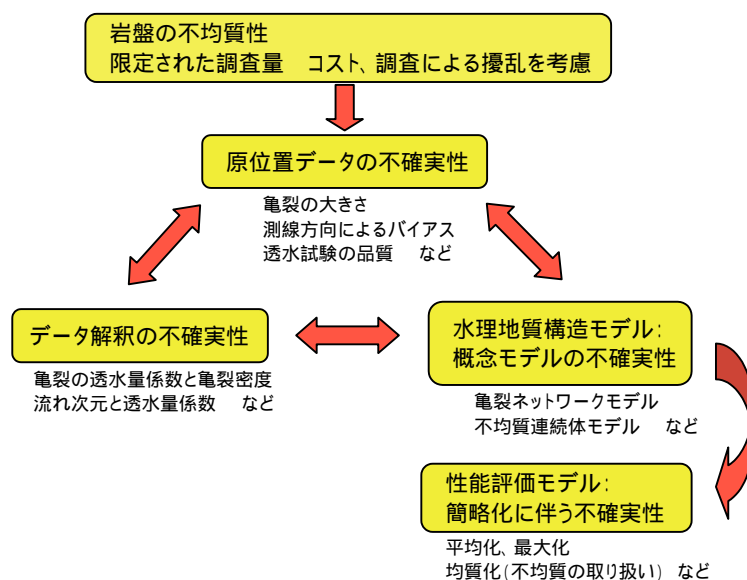 岩盤の不均質性
限定された調査量　コスト、調査による擾乱を考慮
原位置データの不確実性
亀裂の大きさ
測線方向によるバイアス
透水試験の品質　など
データ解釈の不確実性
亀裂の透水量係数と亀裂密度
流れ次元と透水量係数　など
水理地質構造モデル:
概念モデルの不確実性
亀裂ネットワークモデル
不均質連続体モデル　など
性能評価モデル:
簡略化に伴う不確実性
平均化、最大化
均質化(不均質の取り扱い)　など